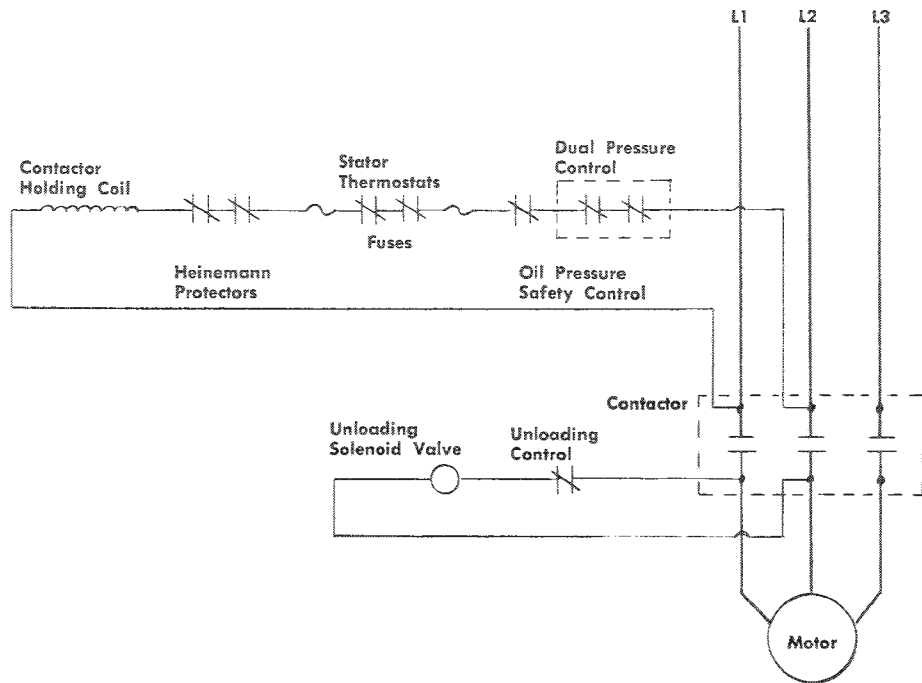 L1
L2
L3
Dual Pressure
Control
Stator
Thermostats
Contactor
Holding Coil
Fuses
Heinemann
Protectors
Oil Pressure
Safety Control
Contactor
Unloading
Solenoid Valve
Unloading
Control
Motor